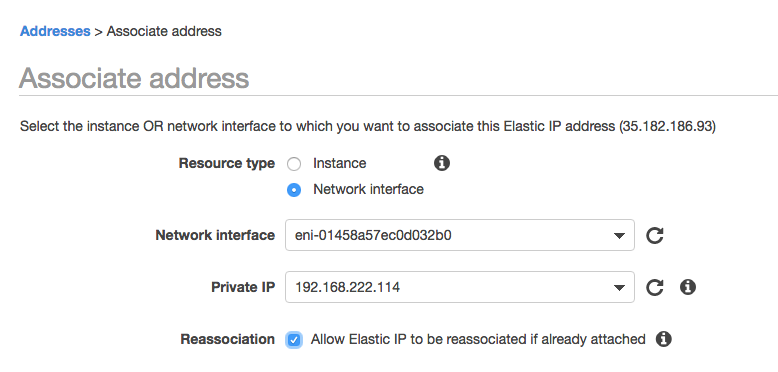 Addresses > Associate address
Associate address
Select the instance OR network interface to which you want to associate this Elastic IP address (35.182.186.93)
Resource type Instance
Network interface
Network interface eni-01458a57ec0d032b0
Private IP 192.168.222.114
Reassociation Allow Elastic IP to be reassociated if already attached